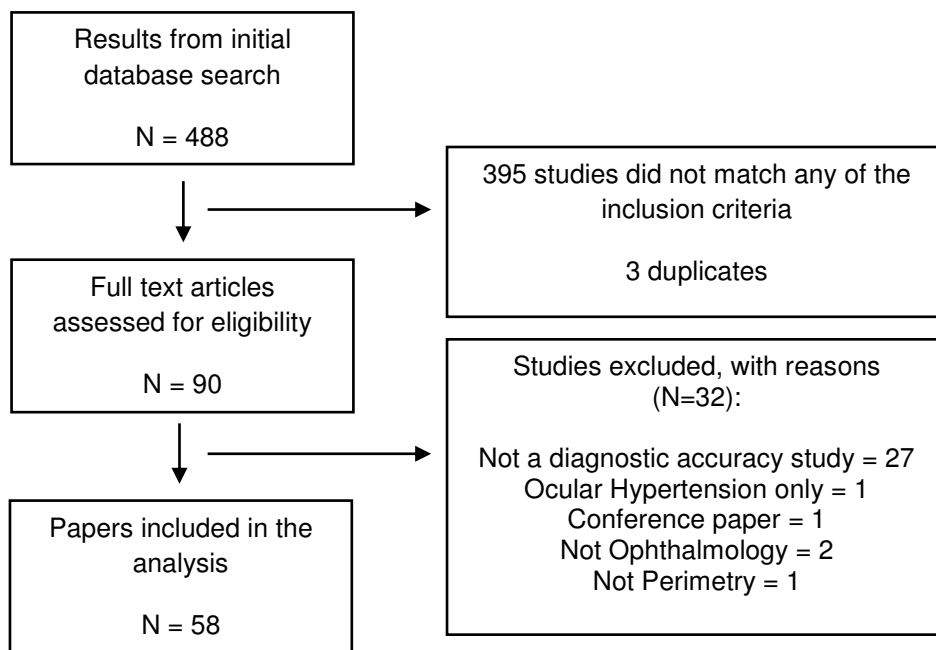 Results from initial
database search
N = 488
395 studies did not match any of the
inclusion criteria
3 duplicates
Full text articles
assessed for eligibility
N = 90
Studies excluded, with reasons
(N=32):
Not a diagnostic accuracy study = 27
Ocular Hypertension only = 1
Conference paper = 1
Not Ophthalmology = 2
Not Perimetry = 1
Papers included in the
analysis
N = 58